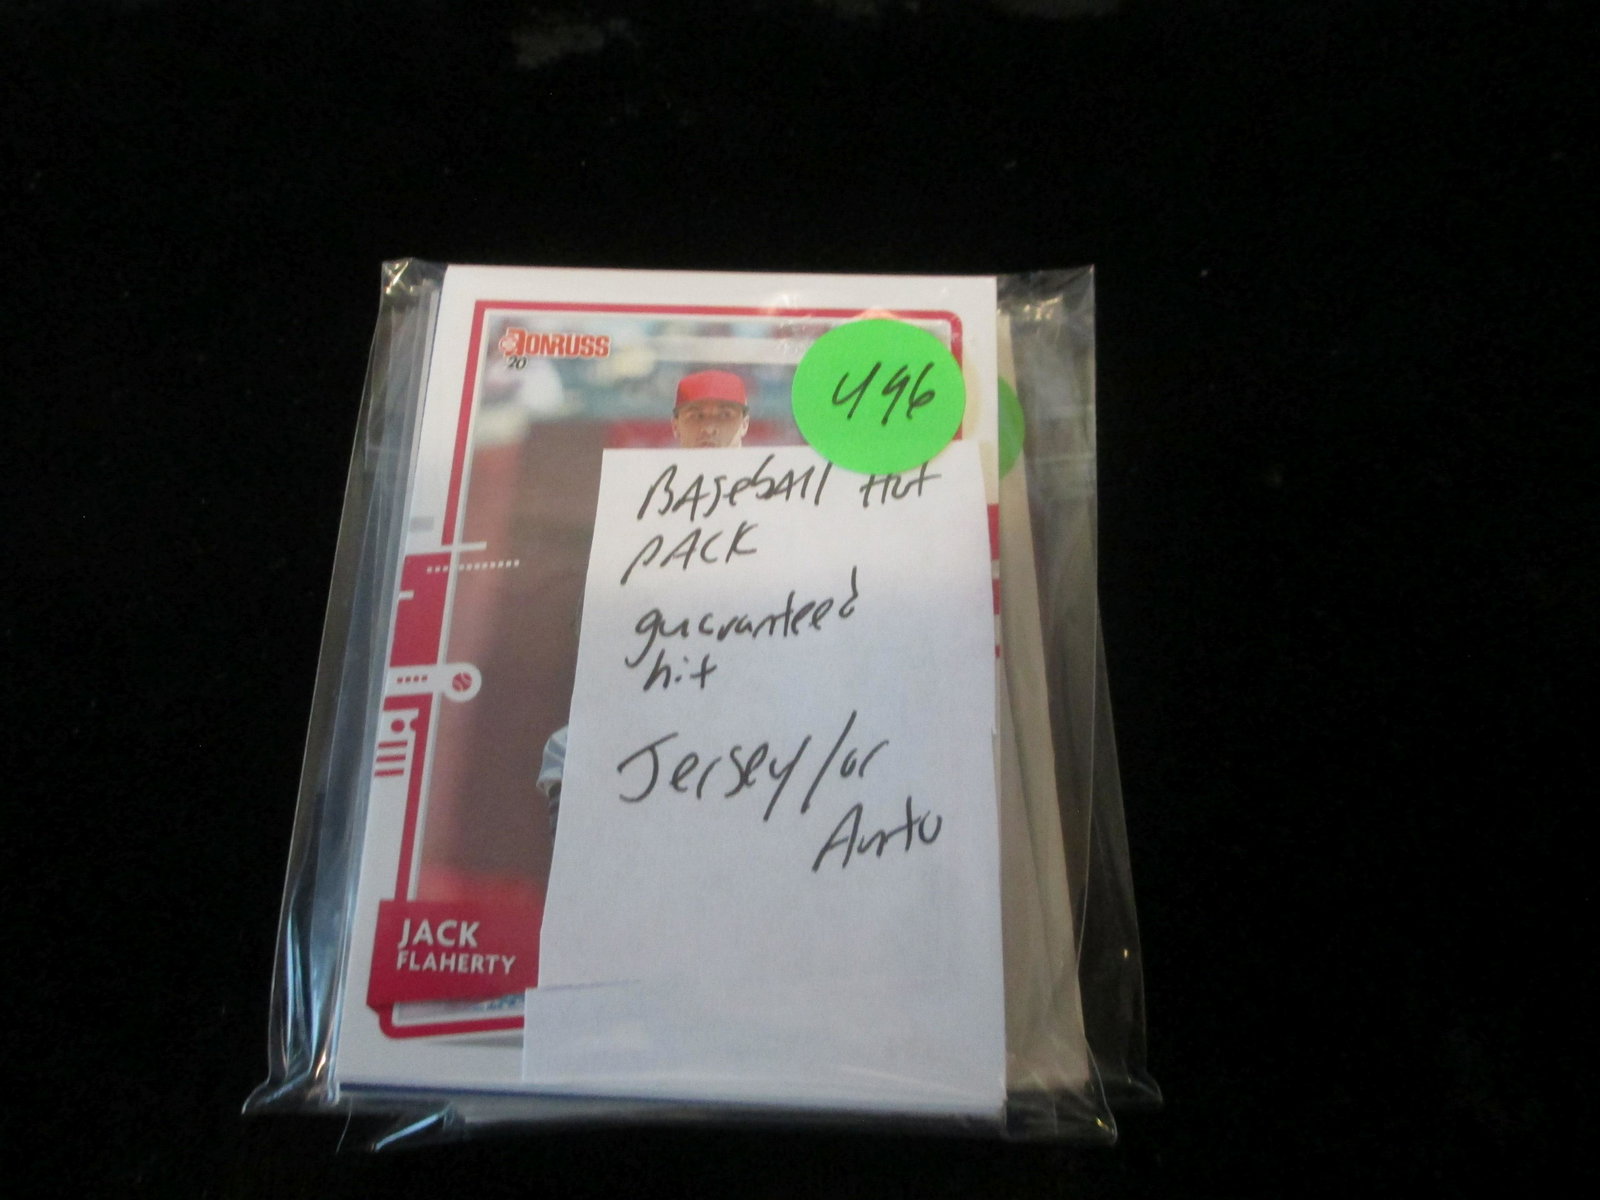 DONRUSS
'20
496
BASebAll Hot
PACK
guaranteed
hit
Jersey/or
Auto
JACK
FLAHERTY